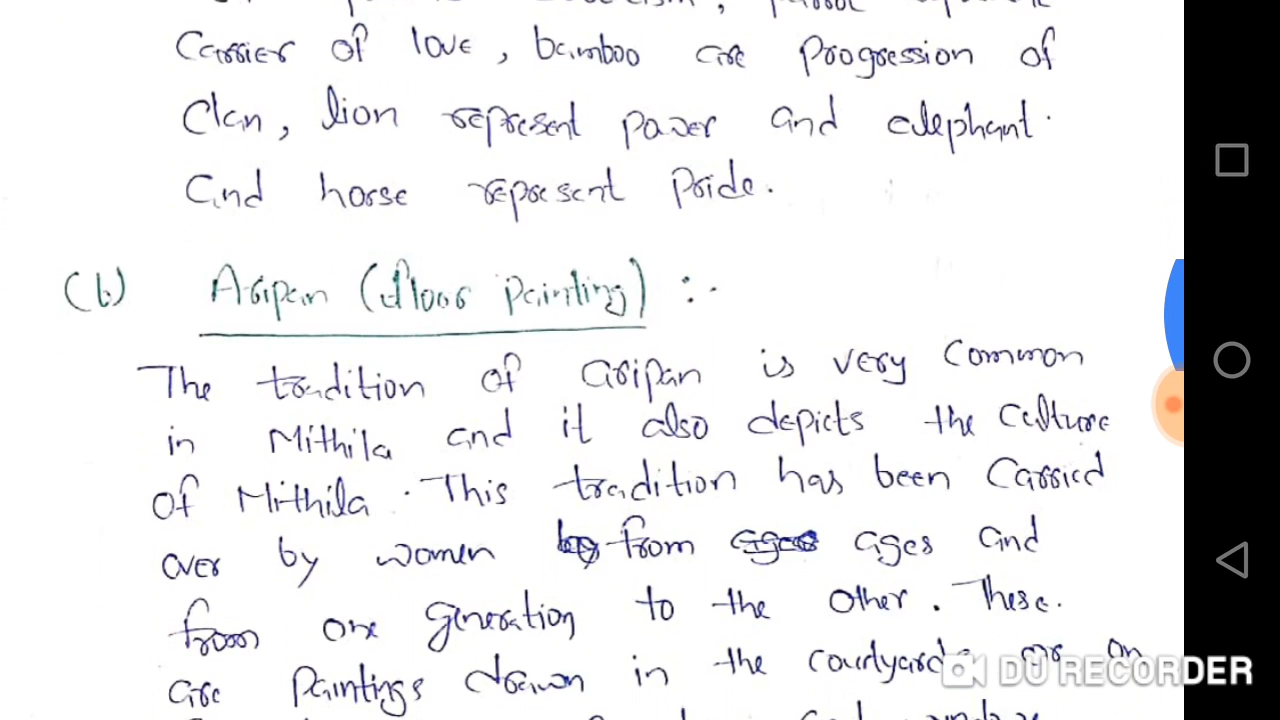 Carrier of love, bamboo are Progression of
Clan, lion represent power and elephant.
and horse represent Pride.
(b) Aripan (floor Painting) :-
The tradition of aripan is very Common
in Mithila and it also depicts the Culture
of Mithila. This tradition has been Carried
over by women from ages and
from one generation to the other. These.
are Paintings drawn in the courtyards or on
DU RECORDER